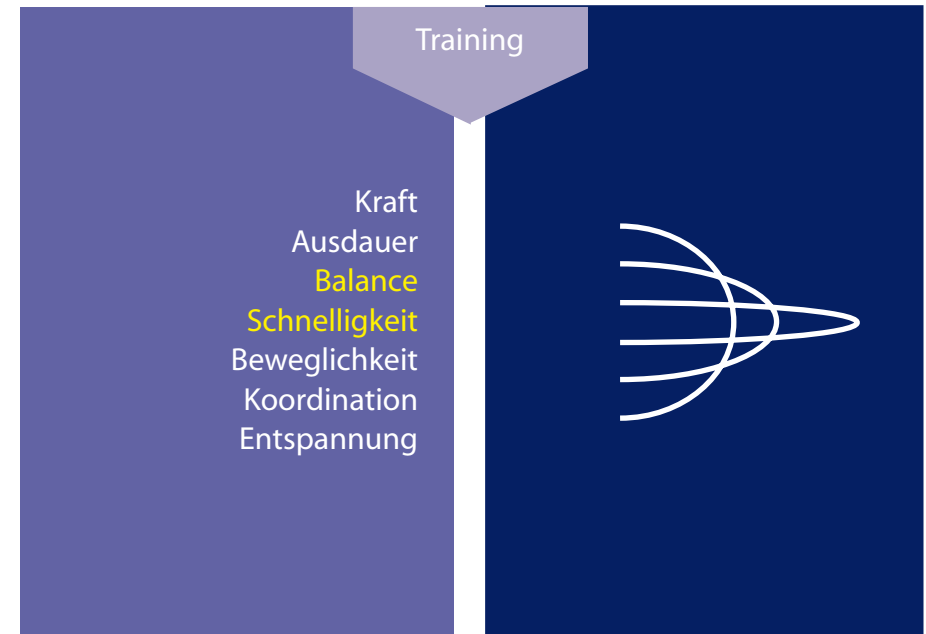 Training
Kraft
Ausdauer
Balance
Schnelligkeit
Beweglichkeit
Koordination
Entspannung